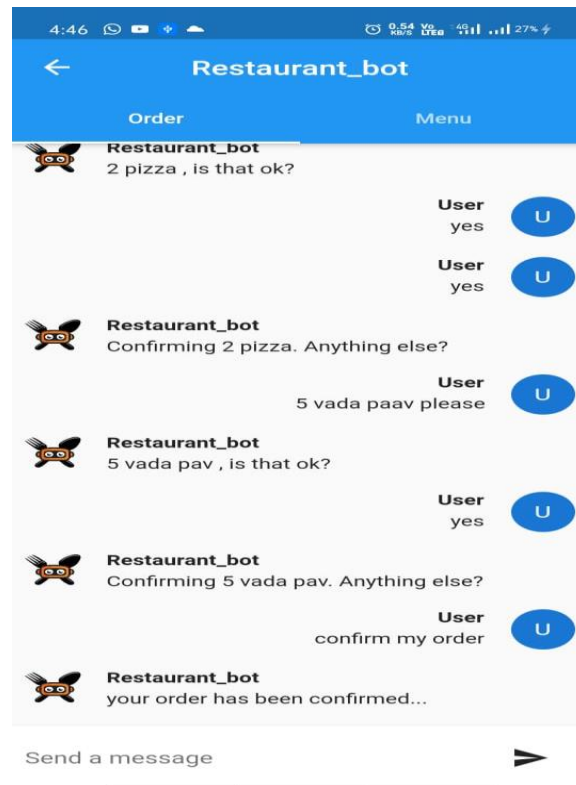 4:46 0.54 KB/S Vo LTE 4G 27%
Restaurant_bot
Order Menu
Restaurant_bot
2 pizza , is that ok?
User
yes
U
User
yes
U
Restaurant_bot
Confirming 2 pizza. Anything else?
User
5 vada paav please
U
Restaurant_bot
5 vada pav , is that ok?
User
yes
U
Restaurant_bot
Confirming 5 vada pav. Anything else?
User
confirm my order
U
Restaurant_bot
your order has been confirmed...
Send a message